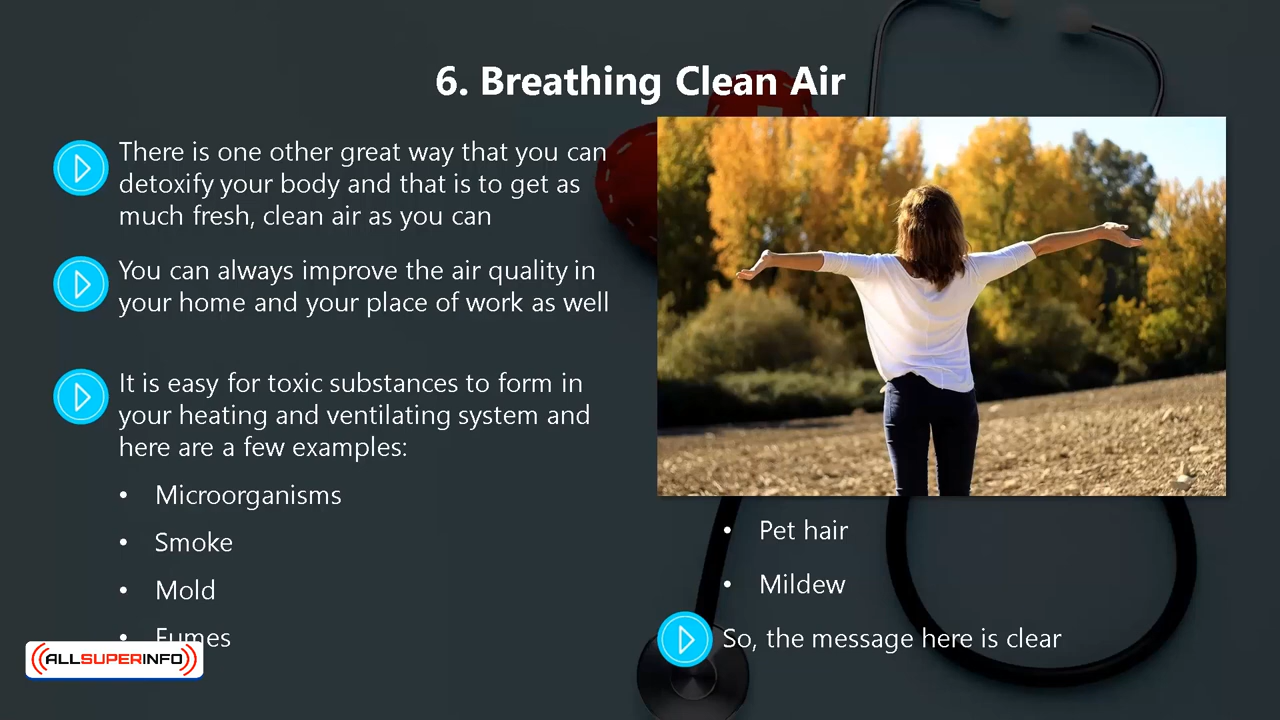 6. Breathing Clean Air
There is one other great way that you can
detoxify your body and that is to get as
much fresh, clean air as you can
You can always improve the air quality in
your home and your place of work as well
It is easy for toxic substances to form in
your heating and ventilating system and
here are a few examples:
• Microorganisms
• Smoke
• Mold
• Fumes
• Pet hair
• Mildew
So, the message here is clear
ALLSUPERINFO